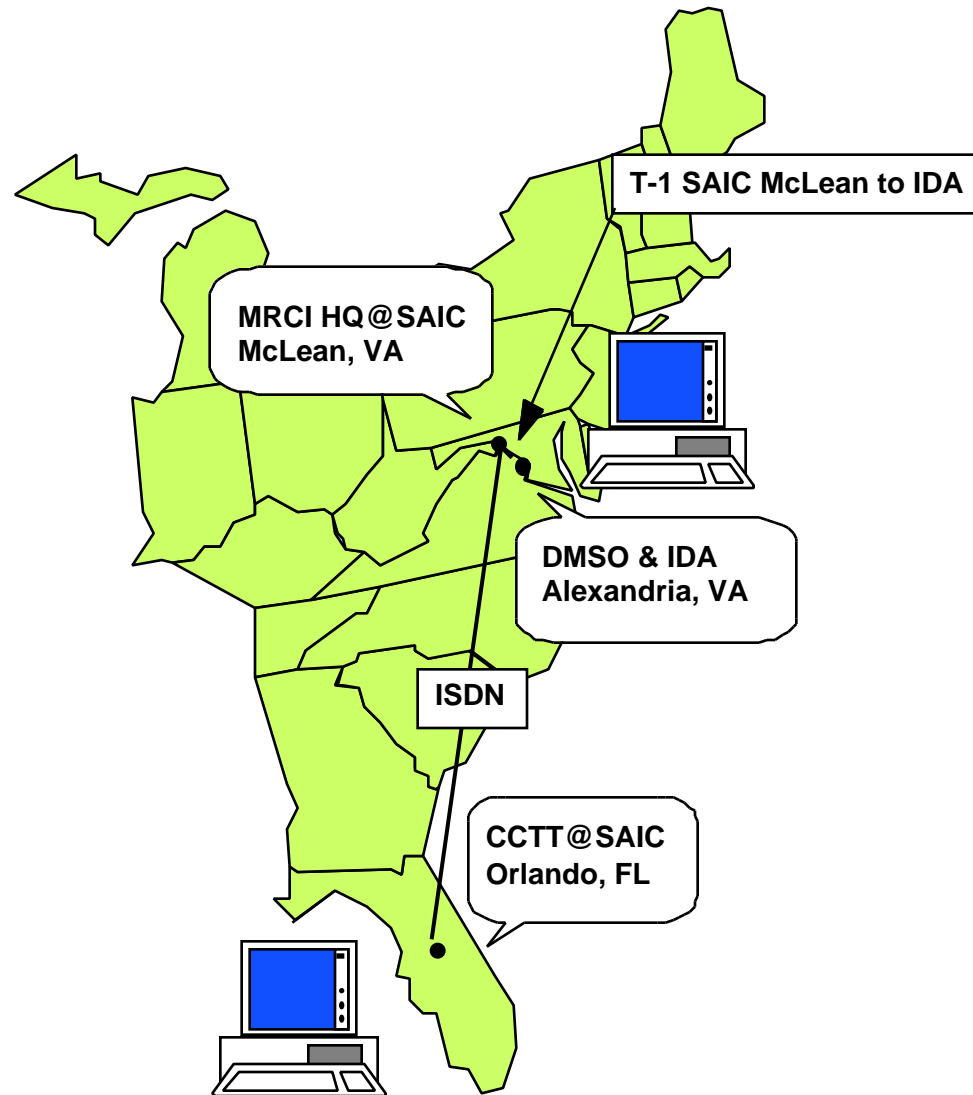 T-1 SAIC McLean to IDA
MRCI HQ@SAIC
McLean, VA
DMSO & IDA
Alexandria, VA
ISDN
CCTT@SAIC
Orlando, FL